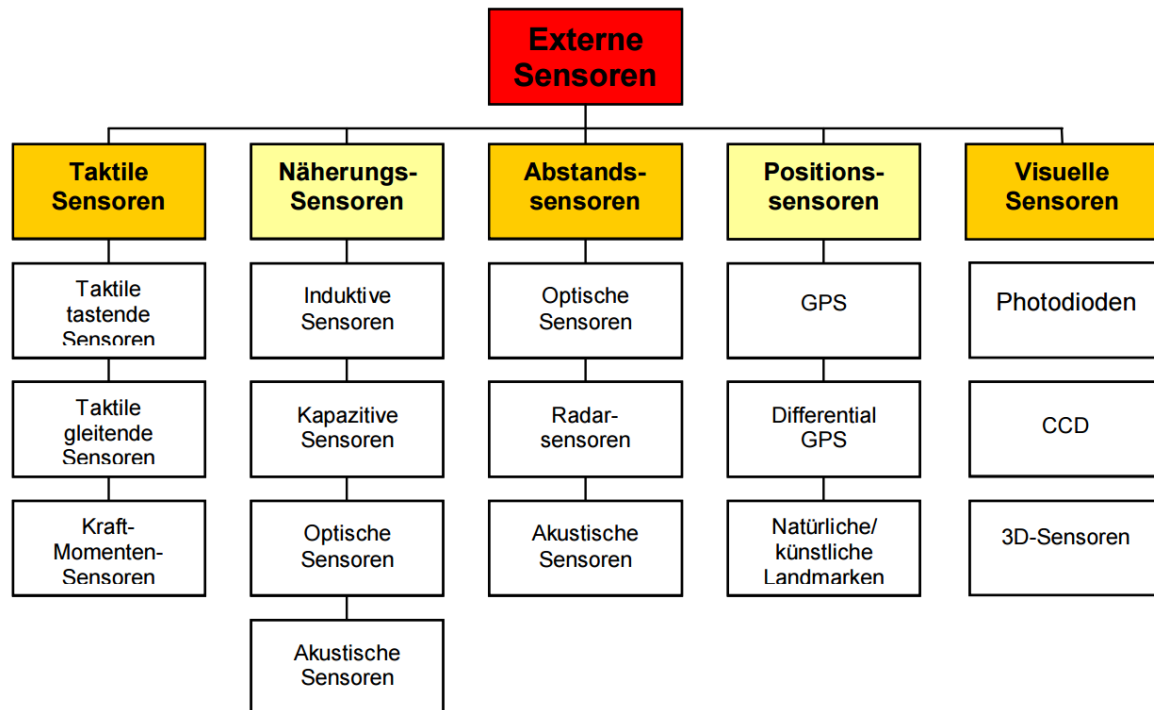 Externe
Sensoren
Taktile
Sensoren
Näherungs-
Sensoren
Abstands-
sensoren
Positions-
sensoren
Visuelle
Sensoren
Taktile
tastende
Sensoren
Induktive
Sensoren
Optische
Sensoren
GPS
Photodioden
Taktile
gleitende
Sensoren
Kapazitive
Sensoren
Radar-
sensoren
Differential
GPS
CCD
Kraft-
Momenten-
Sensoren
Optische
Sensoren
Akustische
Sensoren
Natürliche/
künstliche
Landmarken
3D-Sensoren
Akustische
Sensoren